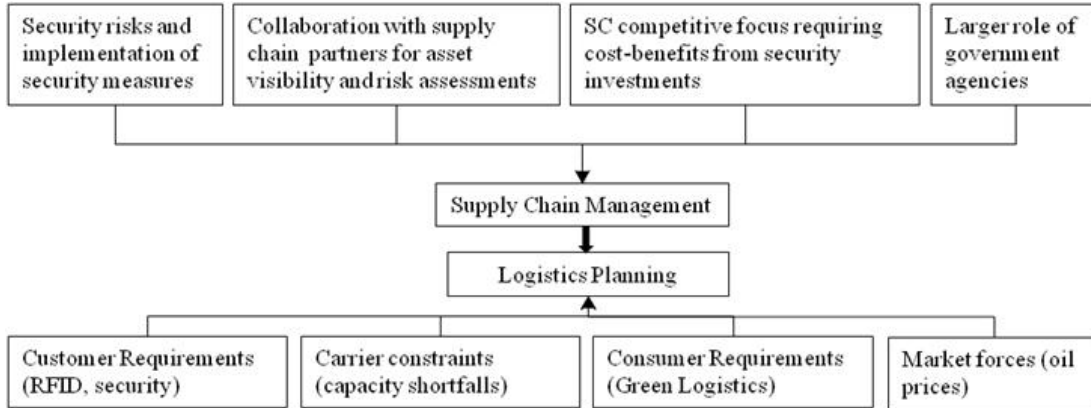 Security risks and
implementation of
security measures
Collaboration with supply
chain partners for asset
visibility and risk assessments
SC competitive focus requiring
cost-benefits from security
investments
Larger role of
government
agencies
Supply Chain Management
Logistics Planning
Customer Requirements
(RFID, security)
Carrier constraints
(capacity shortfalls)
Consumer Requirements
(Green Logistics)
Market forces (oil
prices)